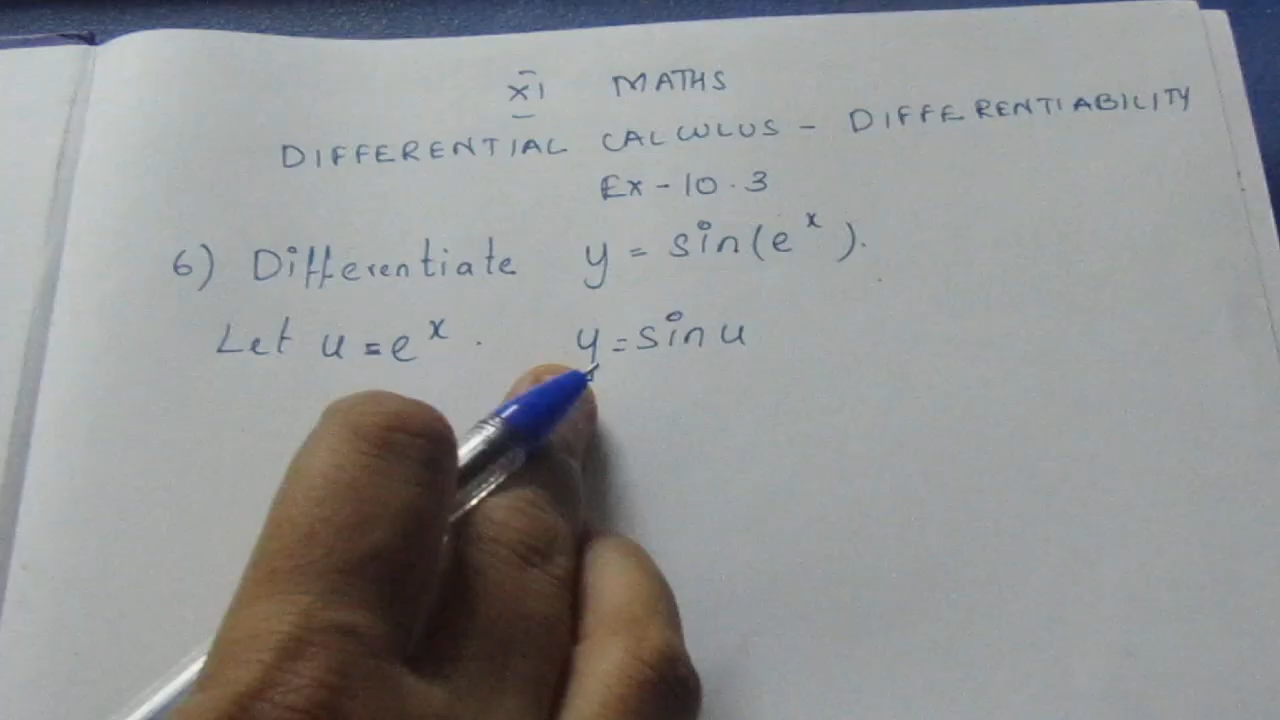 XI MATHS
DIFFERENTIAL CALCULUS - DIFFERENTIABILITY
Ex - 10.3
6) Differentiate y = sin(e^x).
Let u = e^x. y = sin u